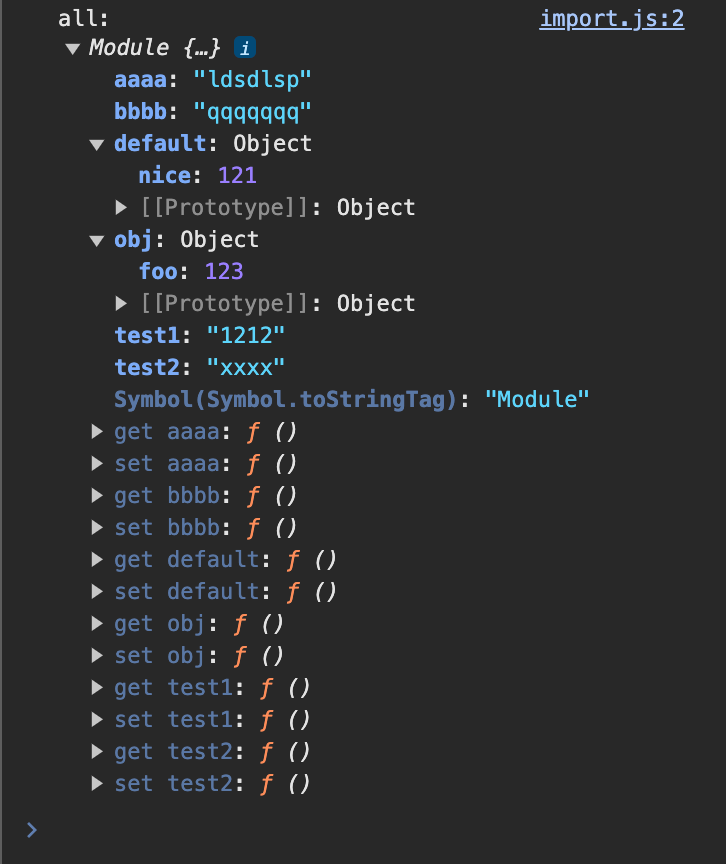 all: import.js:2
▼ Module {…} i
aaaa: "ldsdlsp"
bbbb: "qqqqqqq"
▼ default: Object
nice: 121
▶ [[Prototype]]: Object
▼ obj: Object
foo: 123
▶ [[Prototype]]: Object
test1: "1212"
test2: "xxxx"
Symbol(Symbol.toStringTag): "Module"
▶ get aaaa: ƒ ()
▶ set aaaa: ƒ ()
▶ get bbbb: ƒ ()
▶ set bbbb: ƒ ()
▶ get default: ƒ ()
▶ set default: ƒ ()
▶ get obj: ƒ ()
▶ set obj: ƒ ()
▶ get test1: ƒ ()
▶ set test1: ƒ ()
▶ get test2: ƒ ()
▶ set test2: ƒ ()
>